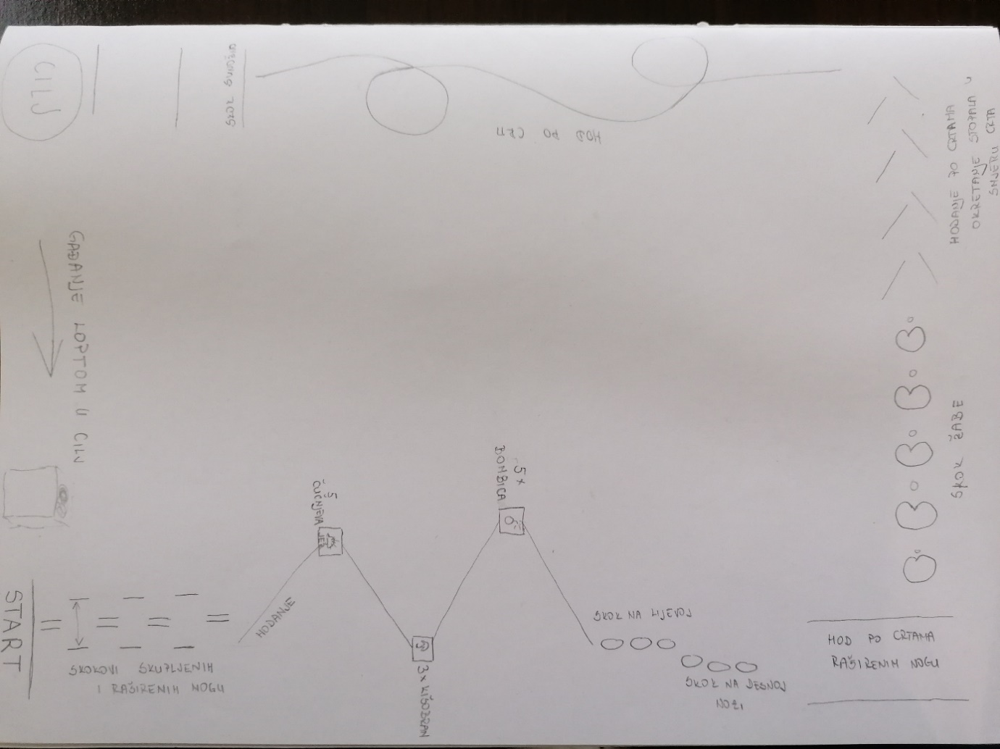 START
SKOKOVI SKUPLJENIH
I RAŠIRENIH NOGU
HODANJE
5
ČUČNJEVA
JEŽ
3x KIŠOBRAN
5x
BOMBICA
SKOK NA LIJEVOJ
SKOK NA DESNOJ
NOZI
HOD PO CRTAMA
RAŠIRENIH NOGU
SKOK ŽABE
HODANJE PO CRTAMA
OKRETANJE STOPALA U
SMJERU CRTA
HOD PO CRTI
SKOK SUNOŽNO
CILJ
GAĐANJE LOPTOM U CILJ